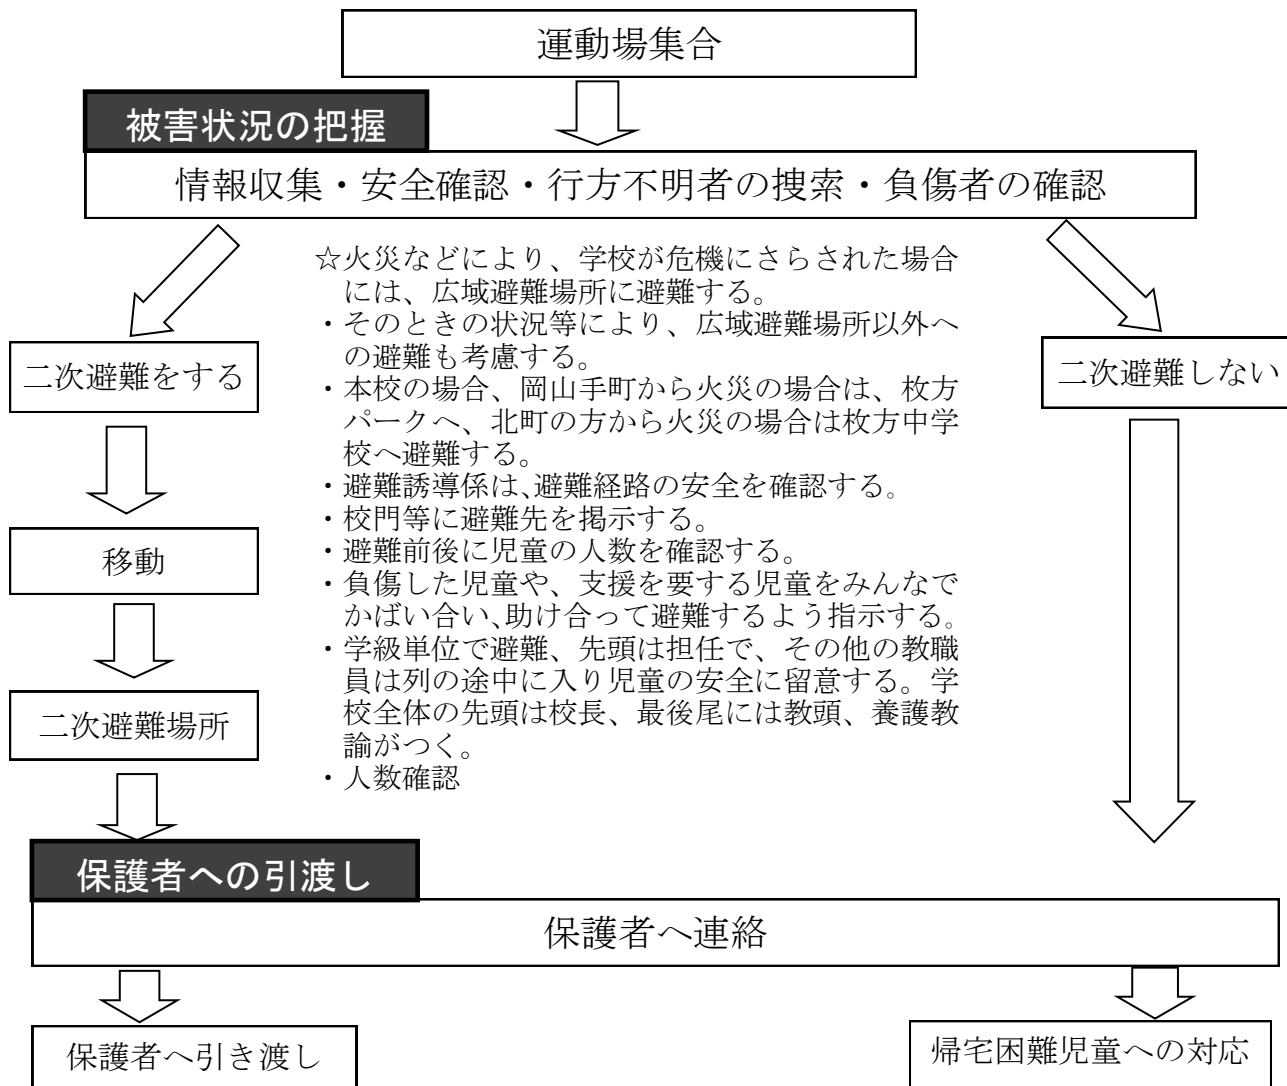 運動場集合
被害状況の把握
情報収集・安全確認・行方不明者の捜索・負傷者の確認
☆火災などにより、学校が危機にさらされた場合
には、広域避難場所に避難する。
・そのときの状況等により、広域避難場所以外へ
の避難も考慮する。
・本校の場合、岡山手町から火災の場合は、枚方
パークへ、北町の方から火災の場合は枚方中学
校へ避難する。
・避難誘導係は、避難経路の安全を確認する。
・校門等に避難先を掲示する。
・避難前後に児童の人数を確認する。
・負傷した児童や、支援を要する児童をみんなで
かばい合い、助け合って避難するよう指示する。
・学級単位で避難、先頭は担任で、その他の教職
員は列の途中に入り児童の安全に留意する。学
校全体の先頭は校長、最後尾には教頭、養護教
諭がつく。
・人数確認
二次避難をする
移動
二次避難場所
二次避難しない
保護者への引渡し
保護者へ連絡
保護者へ引き渡し
帰宅困難児童への対応